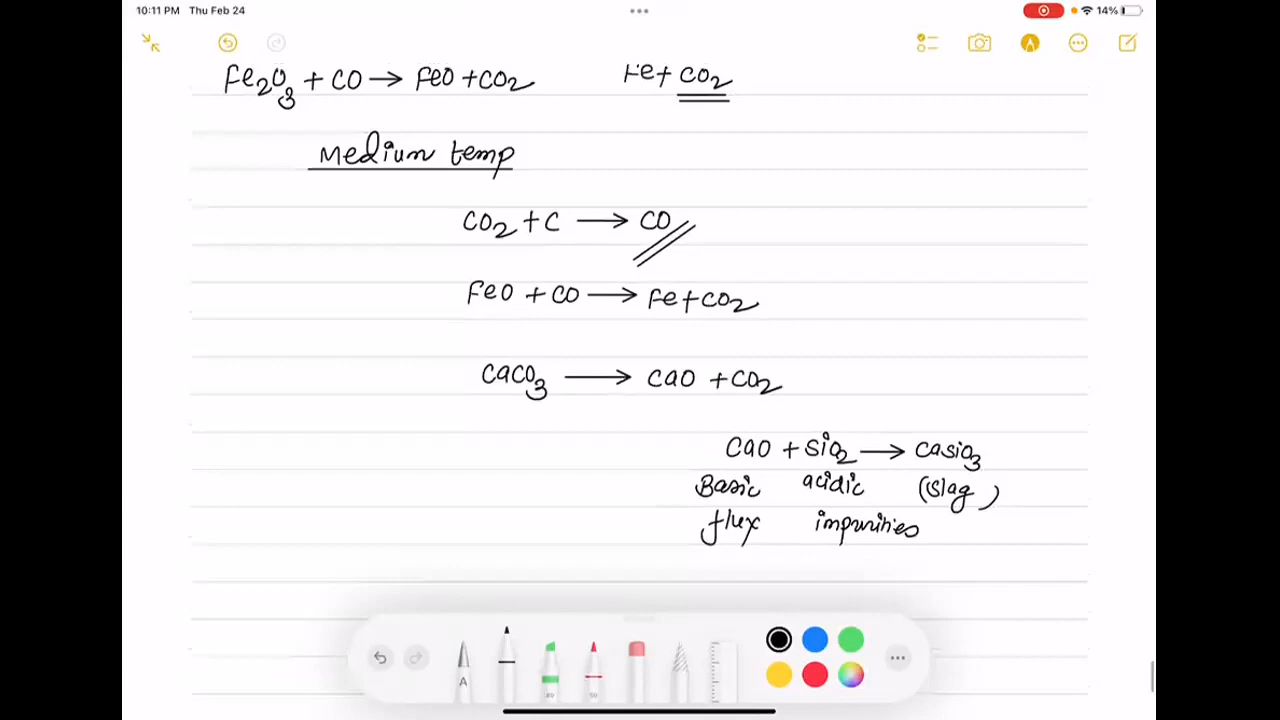 10:11 PM Thu Feb 24
14%
Fe2O3 + CO → FeO + CO2 Fe + CO2
Medium temp
CO2 + C → CO
FeO + CO → Fe + CO2
CaCO3 → CaO + CO2
CaO + SiO2 → CaSiO3
Basic acidic (slag)
flux impurities
A